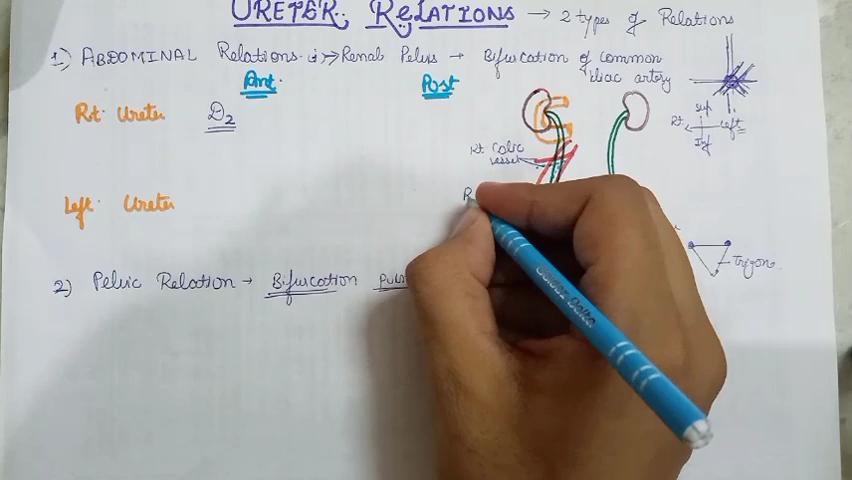 URETER RELATIONS → 2 types of Relations
1) ABDOMINAL Relations i) → Renal Pelvis → Bifurcation of common iliac artery
Ant. Post
Rt. Ureter D2
Rt Colic vessel
Left Ureter
R
2) Pelvic Relation → Bifurcation
sup
Rt. Left
Inf
Trigon